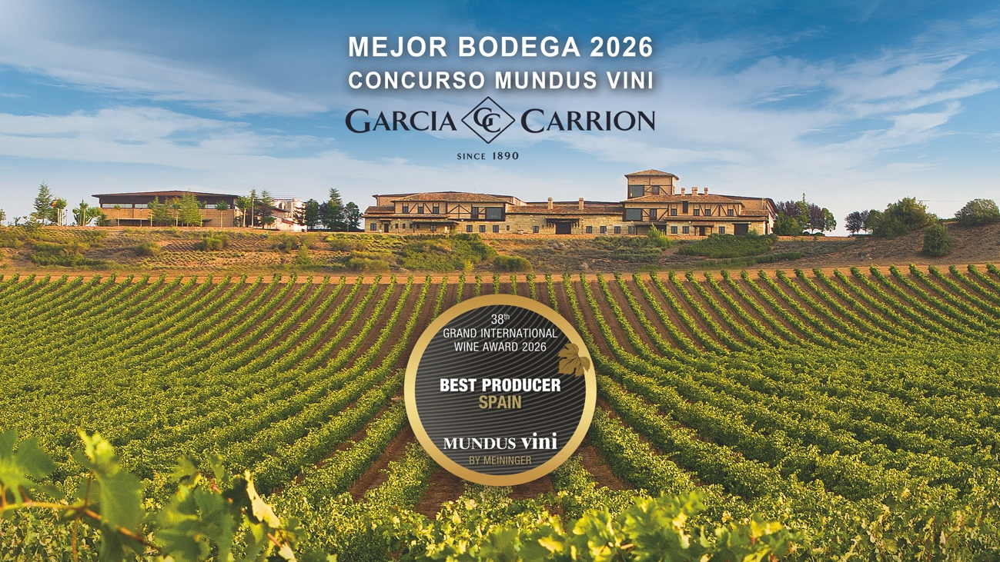 MEJOR BODEGA 2026
CONCURSO MUNDUS VINI
GARCIA GC CARRION
SINCE 1890
38th
GRAND INTERNATIONAL
WINE AWARD 2026
BEST PRODUCER
SPAIN
MUNDUS vini
BY MEININGER